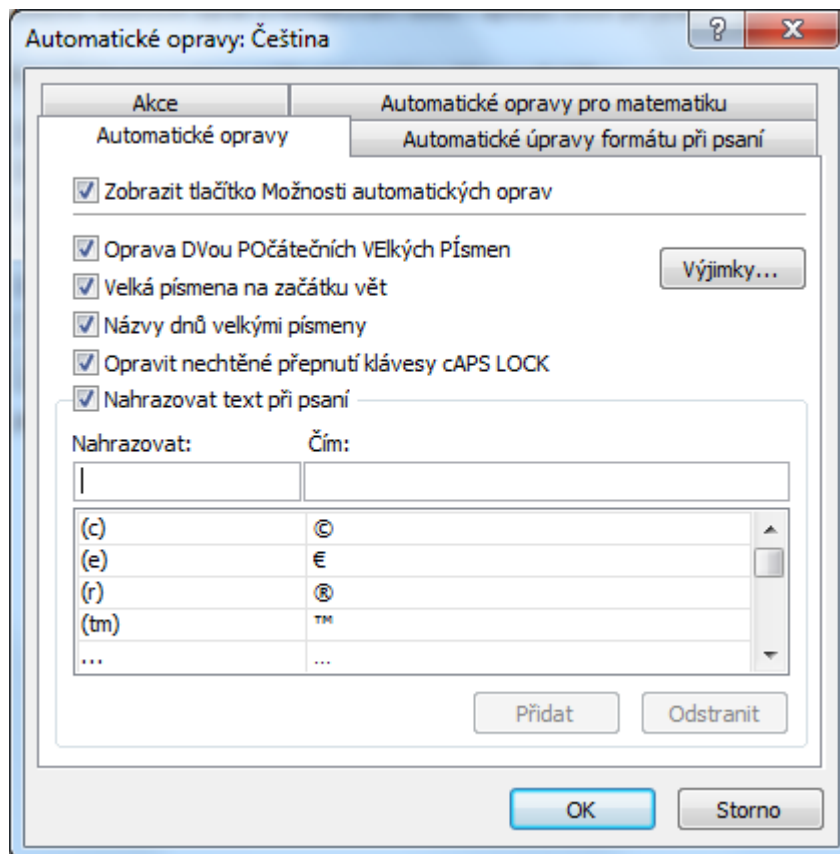 Automatické opravy: Čeština
Akce
Automatické opravy pro matematiku
Automatické opravy
Automatické úpravy formátu při psaní
Zobrazit tlačítko Možnosti automatických oprav
Oprava DVou POčátečních VElkých PÍsmen
Výjimky...
Velká písmena na začátku vět
Názvy dnů velkými písmeny
Opravit nechtěné přepnutí klávesy cAPS LOCK
Nahrazovat text při psaní
Nahrazovat: Čím:
(c) ©
(e) €
(r) ®
(tm) ™
... …
Přidat Odstranit
OK Storno